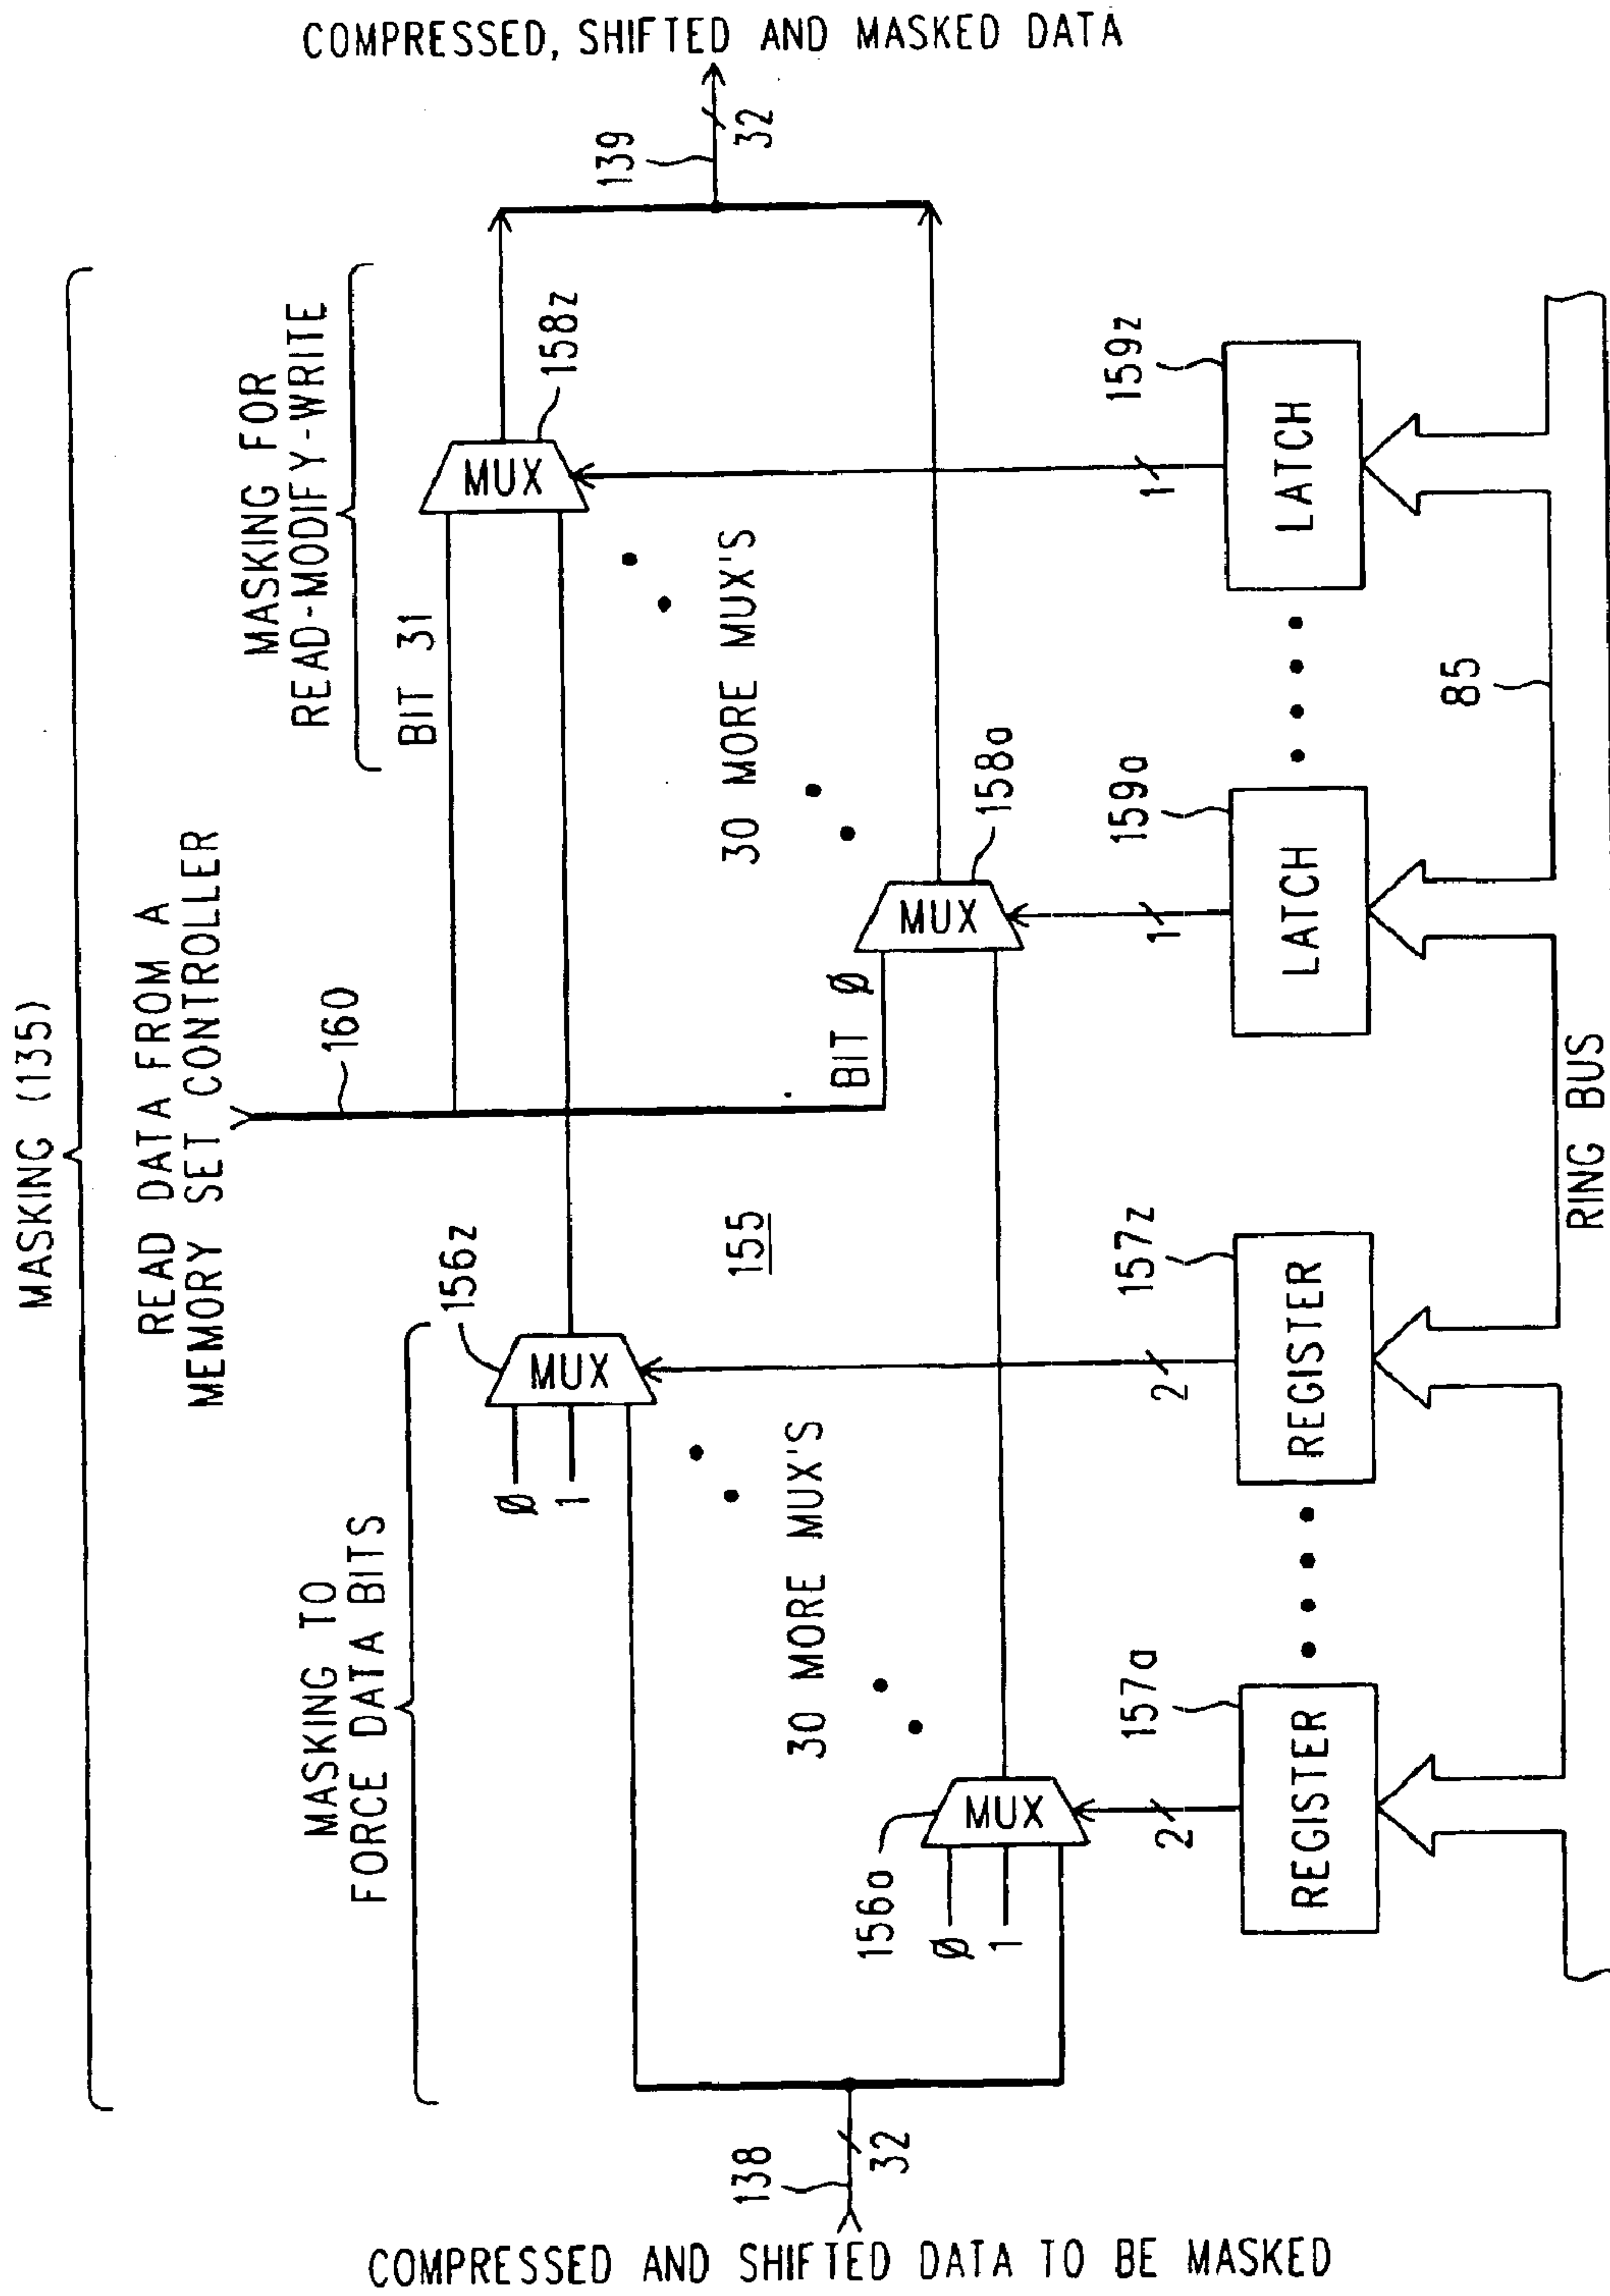 MASKING (135)
READ DATA FROM A
MEMORY SET CONTROLLER
160
MASKING TO
FORCE DATA BITS
MASKING FOR
READ-MODIFY-WRITE
156z
MUX
Ø
1
BIT 31
MUX
158z
139
32
COMPRESSED, SHIFTED AND MASKED DATA
155
30 MORE MUX'S
30 MORE MUX'S
138
32
COMPRESSED AND SHIFTED DATA TO BE MASKED
156a
MUX
Ø
1
BIT Ø
MUX
158a
2
2
1
1
157a
REGISTER
157z
REGISTER
159a
LATCH
159z
LATCH
85
RING BUS